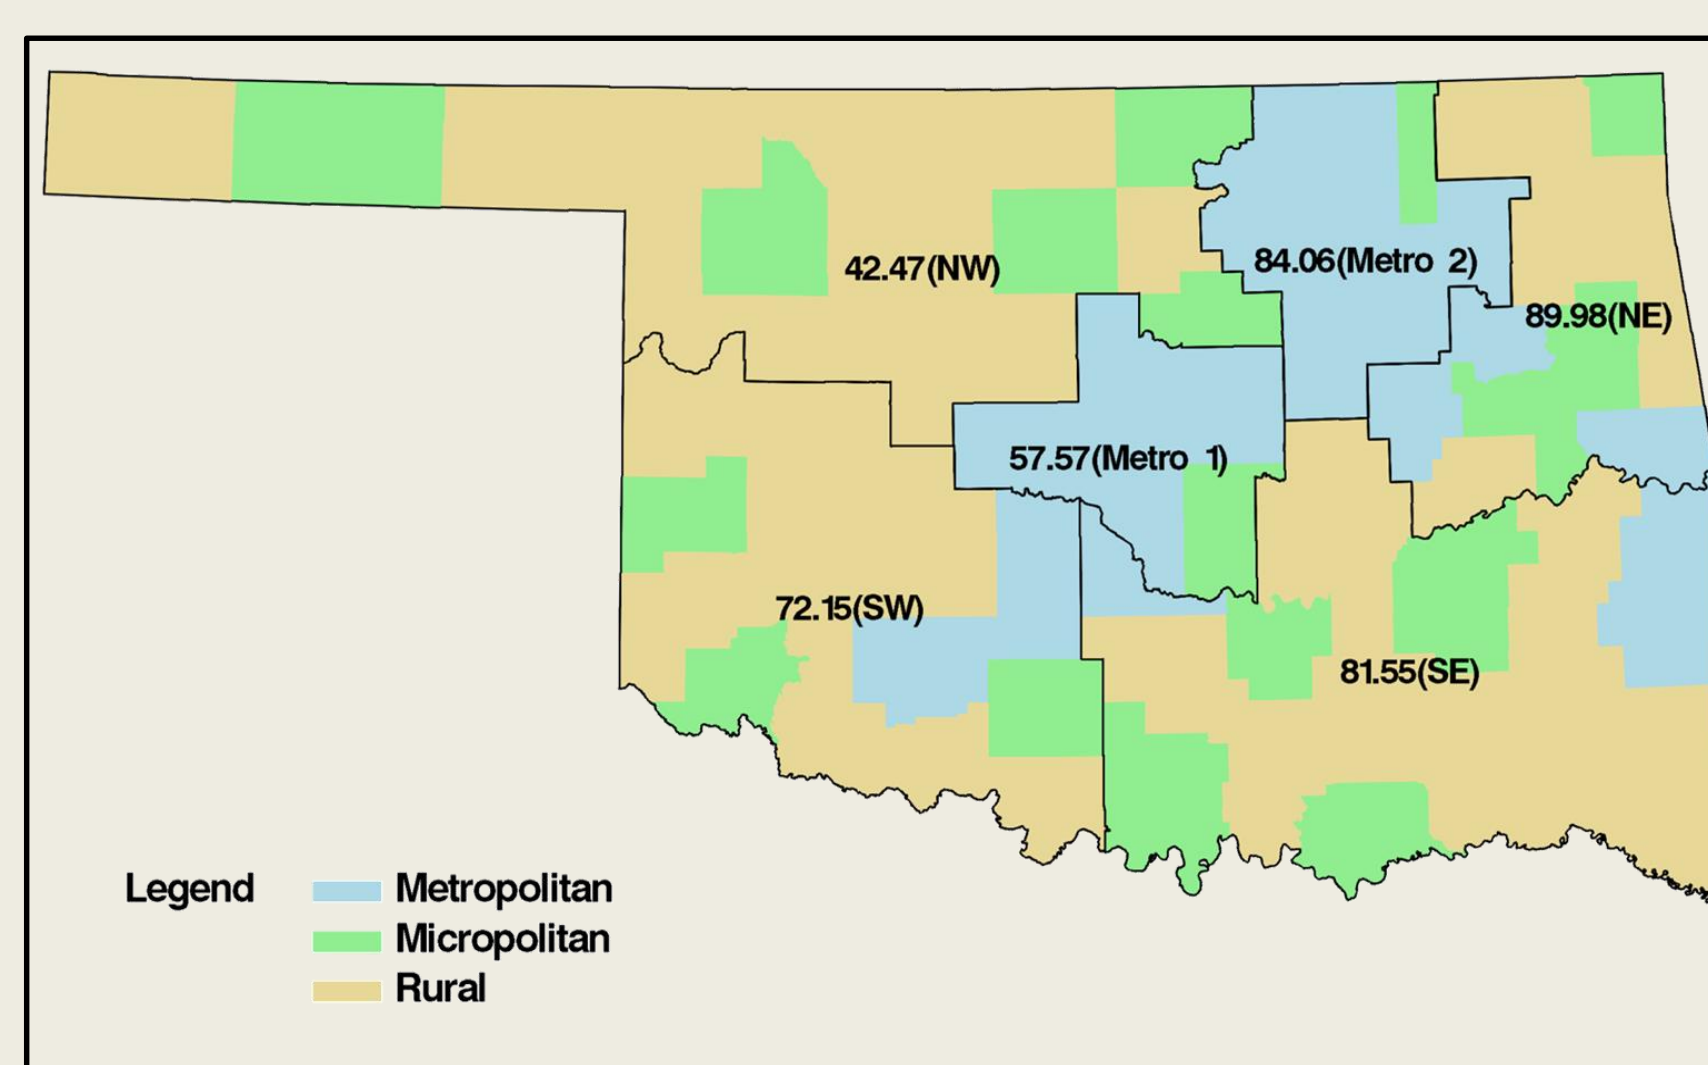 42.47(NW)
84.06(Metro 2)
89.98(NE)
57.57(Metro 1)
72.15(SW)
81.55(SE)
Legend
Metropolitan
Micropolitan
Rural